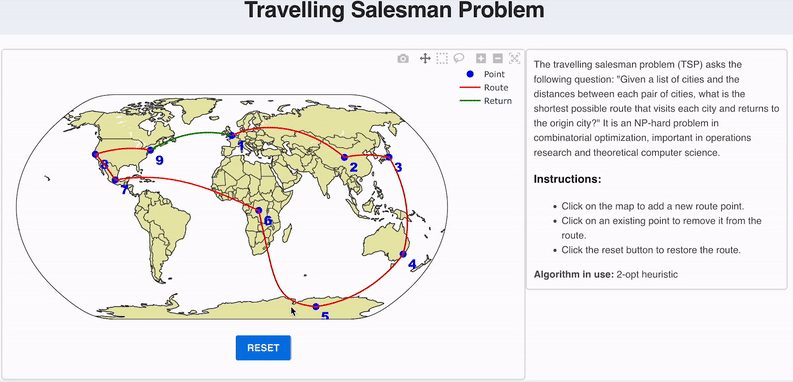 Travelling Salesman Problem
Point
Route
Return
1
2
3
4
5
6
7
8
9
RESET
The travelling salesman problem (TSP) asks the
following question: "Given a list of cities and the
distances between each pair of cities, what is the
shortest possible route that visits each city and returns to
the origin city?" It is an NP-hard problem in
combinatorial optimization, important in operations
research and theoretical computer science.
Instructions:
Click on the map to add a new route point.
Click on an existing point to remove it from the
route.
Click the reset button to restore the route.
Algorithm in use: 2-opt heuristic